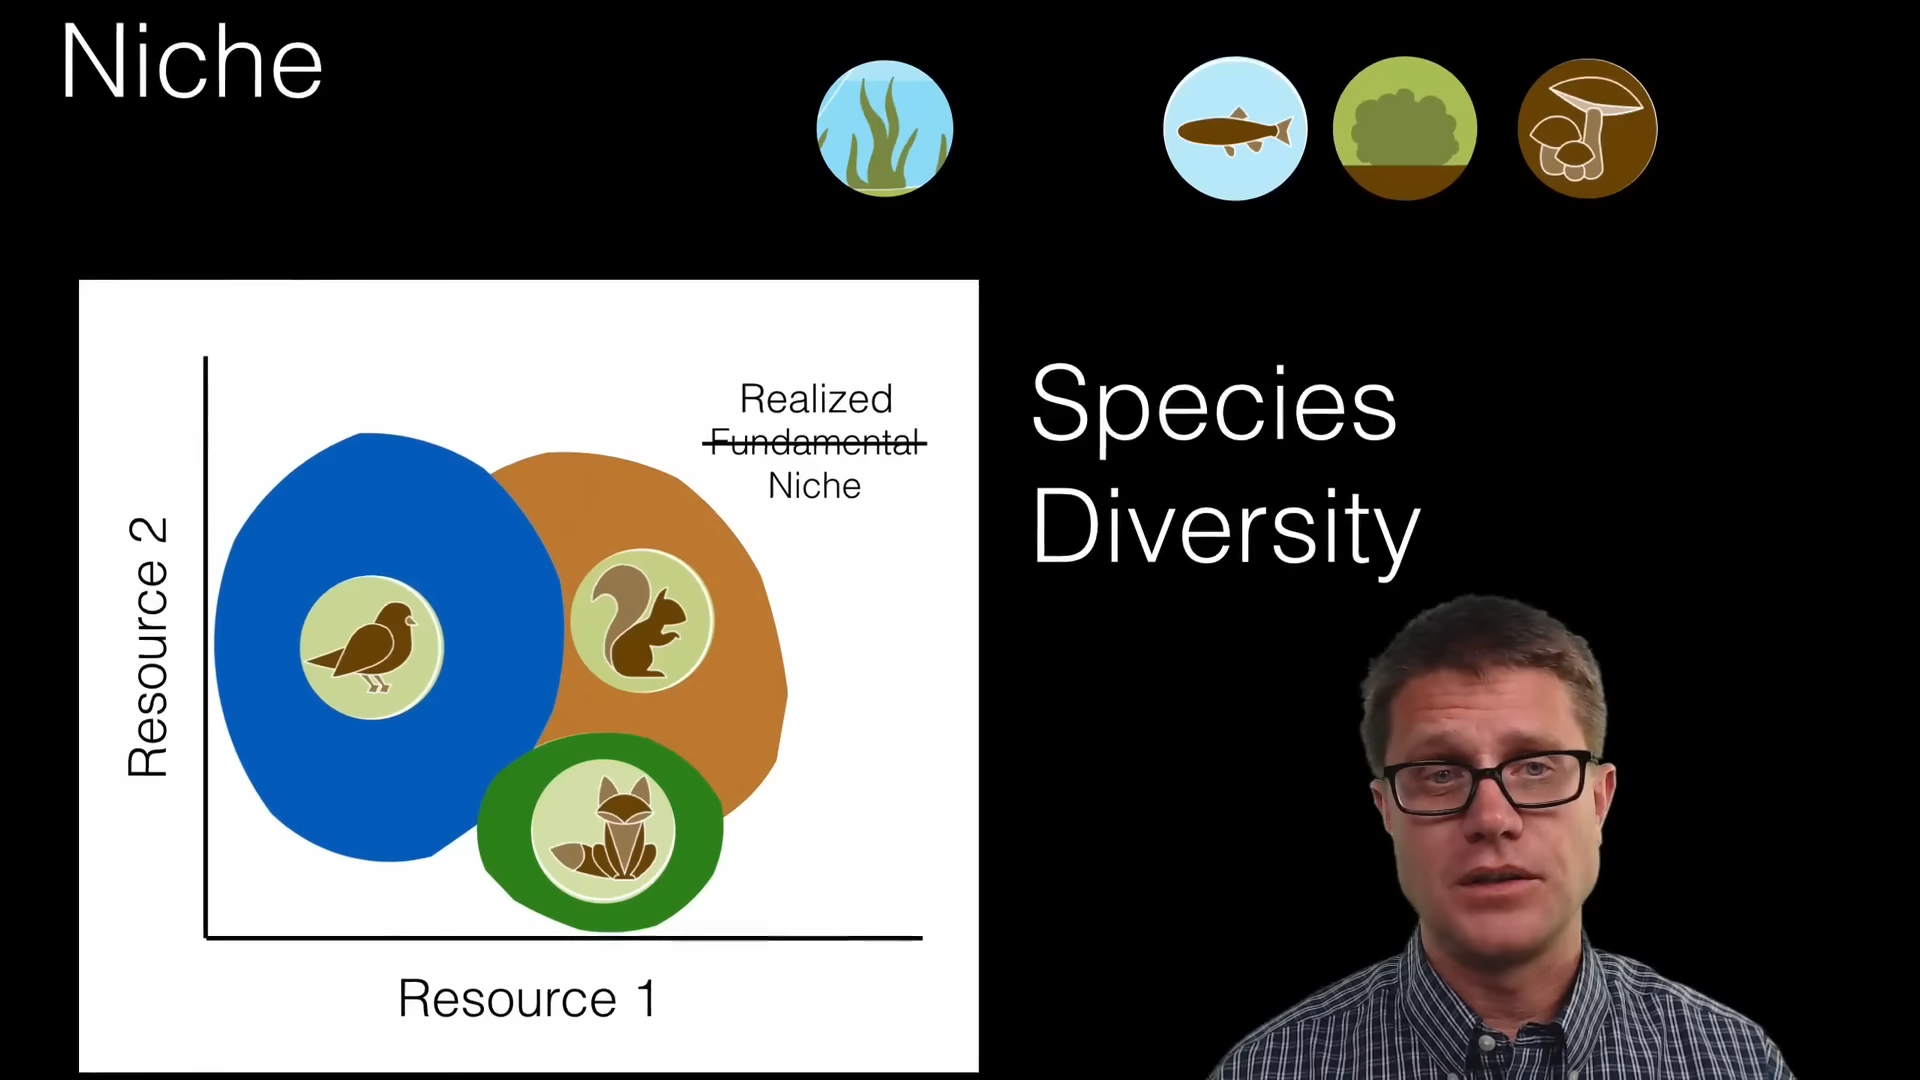 Niche
Realized
Fundamental
Niche
Resource 2
Resource 1
Species
Diversity